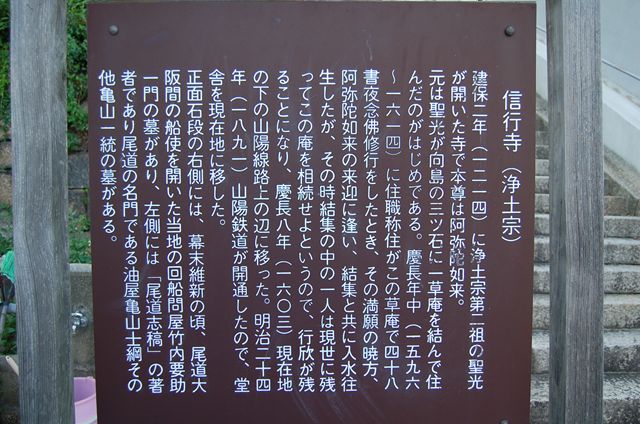 信行寺（浄土宗）
建保二年（一二一四）に浄土宗第二祖の聖光
が開いた寺で本尊は阿弥陀如来。
元は聖光が向島の三ツ石に一草庵を結んで住
んだのがはじめである。慶長年中（一五九六
～一六一四）に住職称住がこの草庵で四十八
昼夜念佛修行をしたとき、その満願の暁方、
阿弥陀如来の来迎に逢い、結集と共に入水往
生したが、その時結集の中の一人は現世に残
ってこの庵を相続せよというので、行欣が残
ることになり、慶長八年（一六〇三）現在地
の下の山陽線路上の辺に移った。明治二十四
年（一八九一）山陽鉄道が開通したので、堂
舎を現在地に移した。
正面石段の右側には、幕末維新の頃、尾道大
阪間の船使を開いた当地の回船問屋竹内要助
一門の墓があり、左側には「尾道志稿」の著
者であり尾道の名門である油屋亀山士綱その
他亀山一統の墓がある。